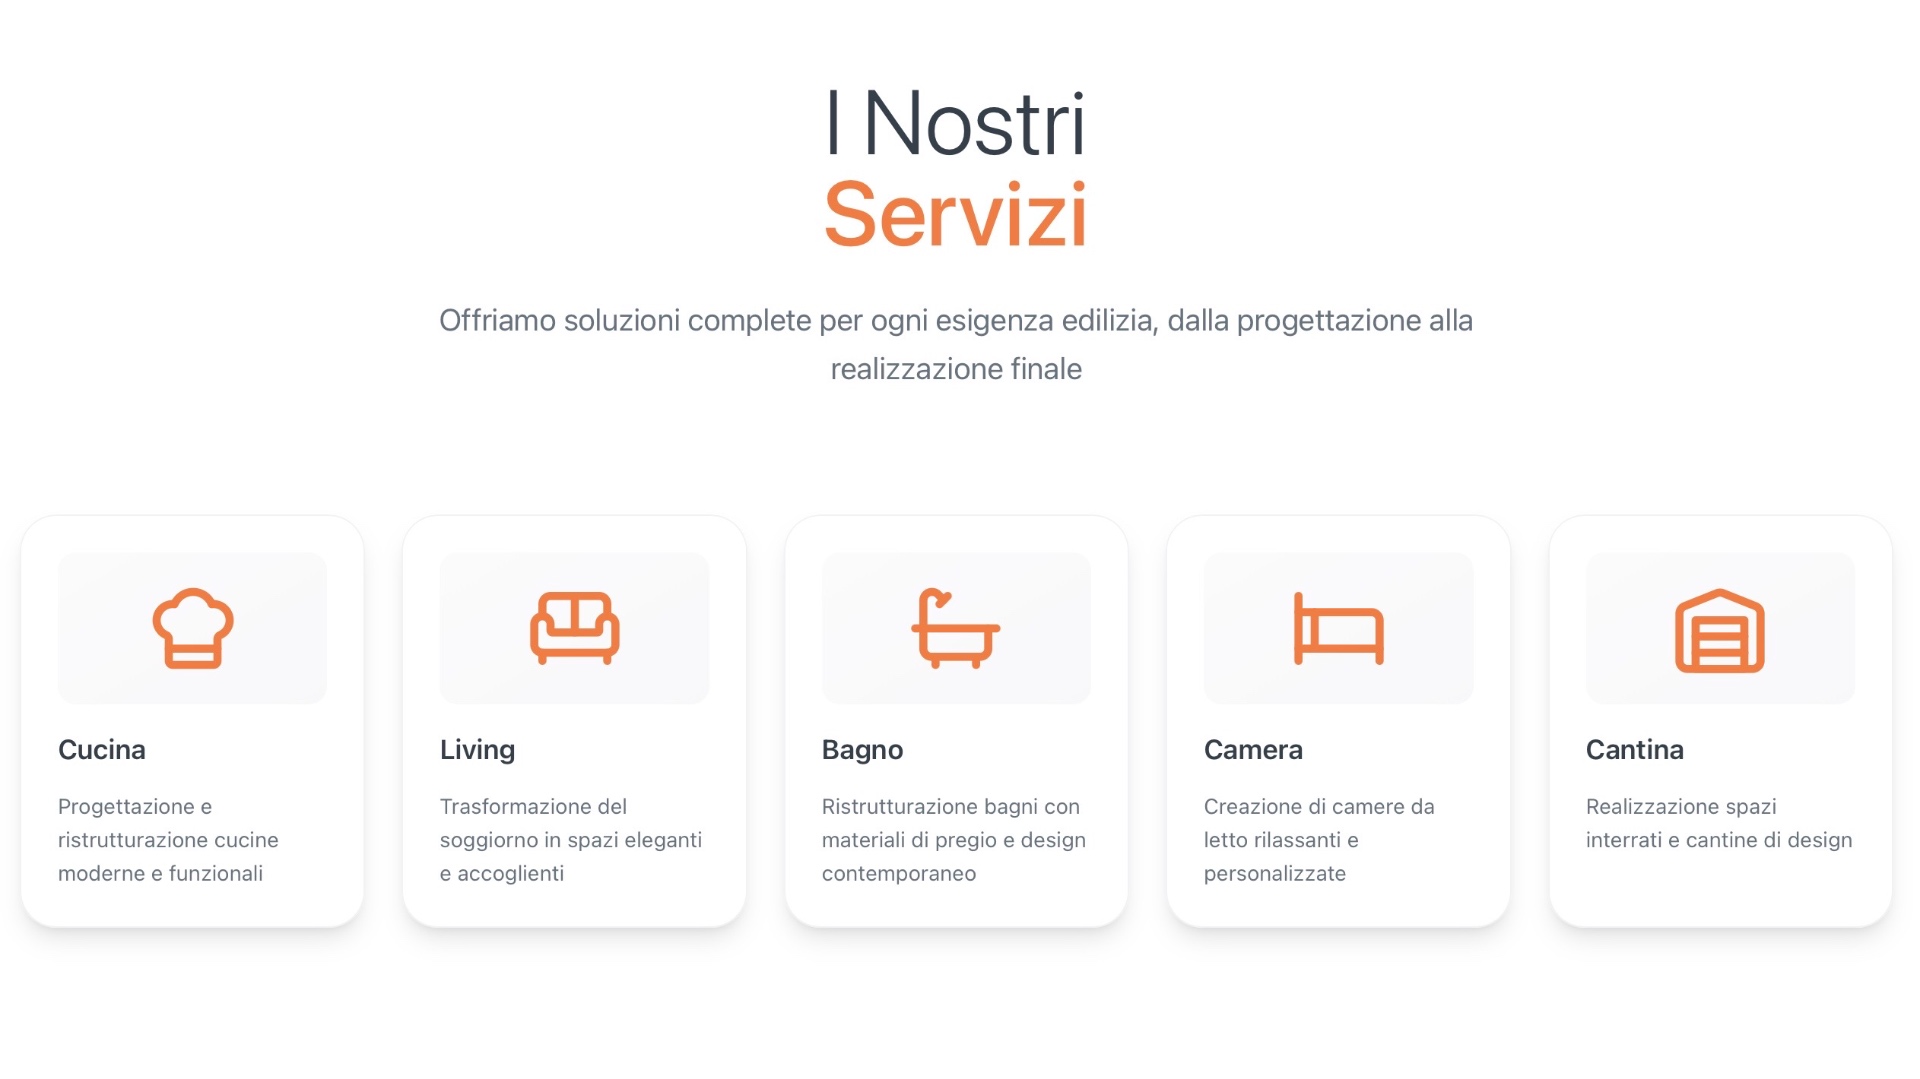 I Nostri
Servizi
Offriamo soluzioni complete per ogni esigenza edilizia, dalla progettazione alla
realizzazione finale
Cucina
Progettazione e
ristrutturazione cucine
moderne e funzionali
Living
Trasformazione del
soggiorno in spazi eleganti
e accoglienti
Bagno
Ristrutturazione bagni con
materiali di pregio e design
contemporaneo
Camera
Creazione di camere da
letto rilassanti e
personalizzate
Cantina
Realizzazione spazi
interrati e cantine di design